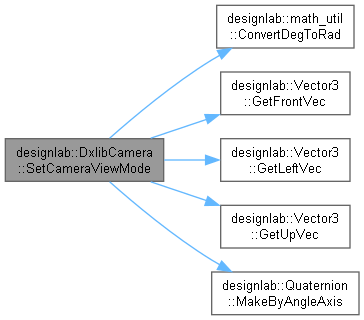 designlab::DxlibCamera
::SetCameraViewMode
designlab::math_util
::ConvertDegToRad
designlab::Vector3
::GetFrontVec
designlab::Vector3
::GetLeftVec
designlab::Vector3
::GetUpVec
designlab::Quaternion
::MakeByAngleAxis